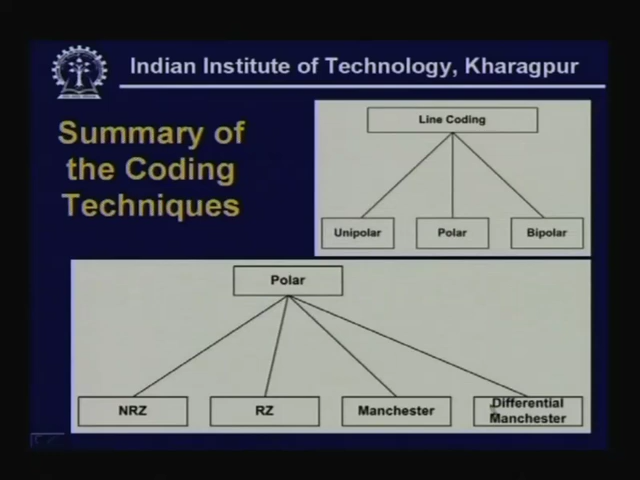 Indian Institute of Technology, Kharagpur
Summary of
the Coding
Techniques
Line Coding
Unipolar
Polar
Bipolar
Polar
NRZ
RZ
Manchester
Differential
Manchester